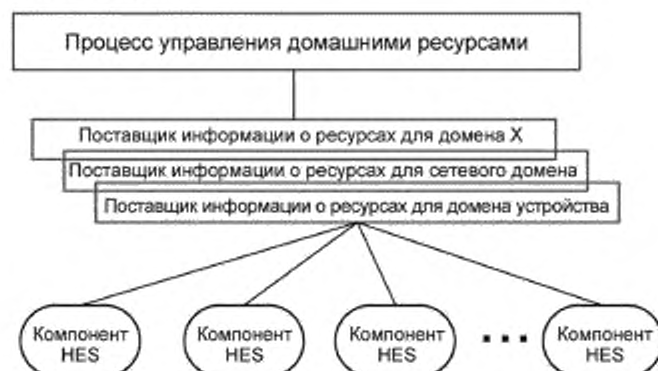 Процесс управления домашними ресурсами
Поставщик информации о ресурсах для домена X
Поставщик информации о ресурсах для сетевого домена
Поставщик информации о ресурсах для домена устройства
Компонент
HES
Компонент
HES
Компонент
HES
Компонент
HES